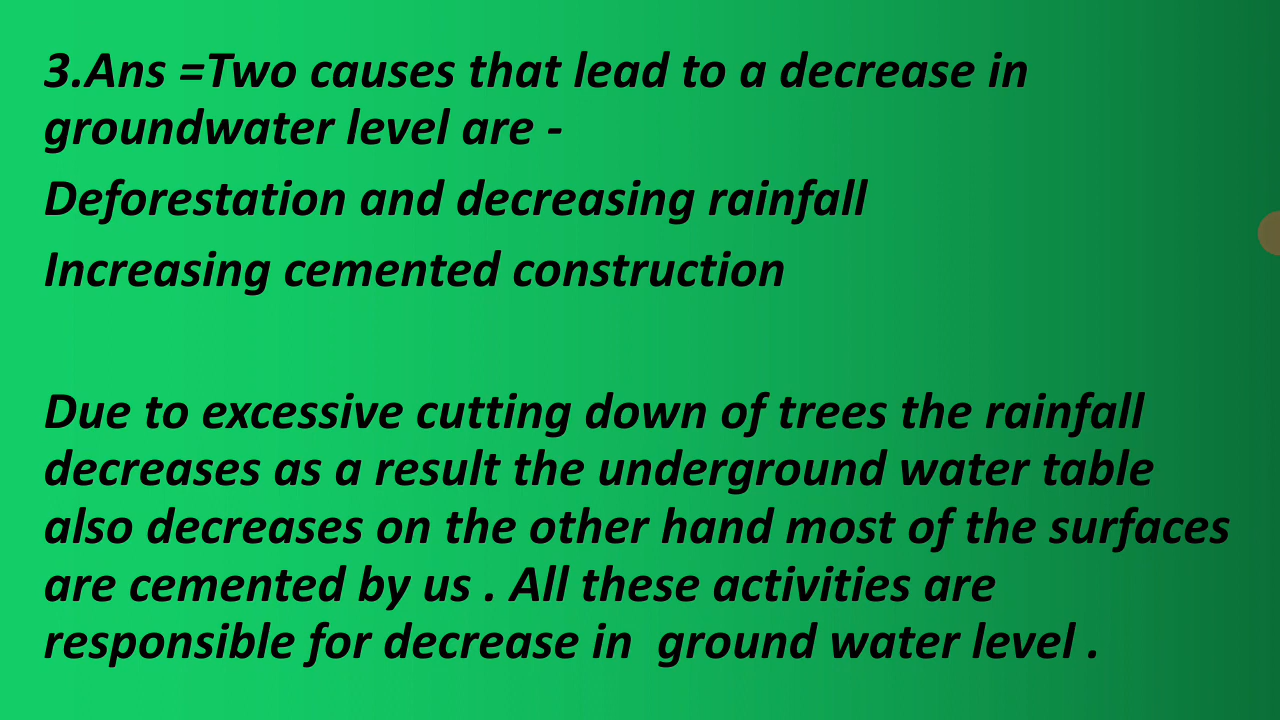 3.Ans =Two causes that lead to a decrease in
groundwater level are -
Deforestation and decreasing rainfall
Increasing cemented construction
Due to excessive cutting down of trees the rainfall
decreases as a result the underground water table
also decreases on the other hand most of the surfaces
are cemented by us . All these activities are
responsible for decrease in  ground water level .